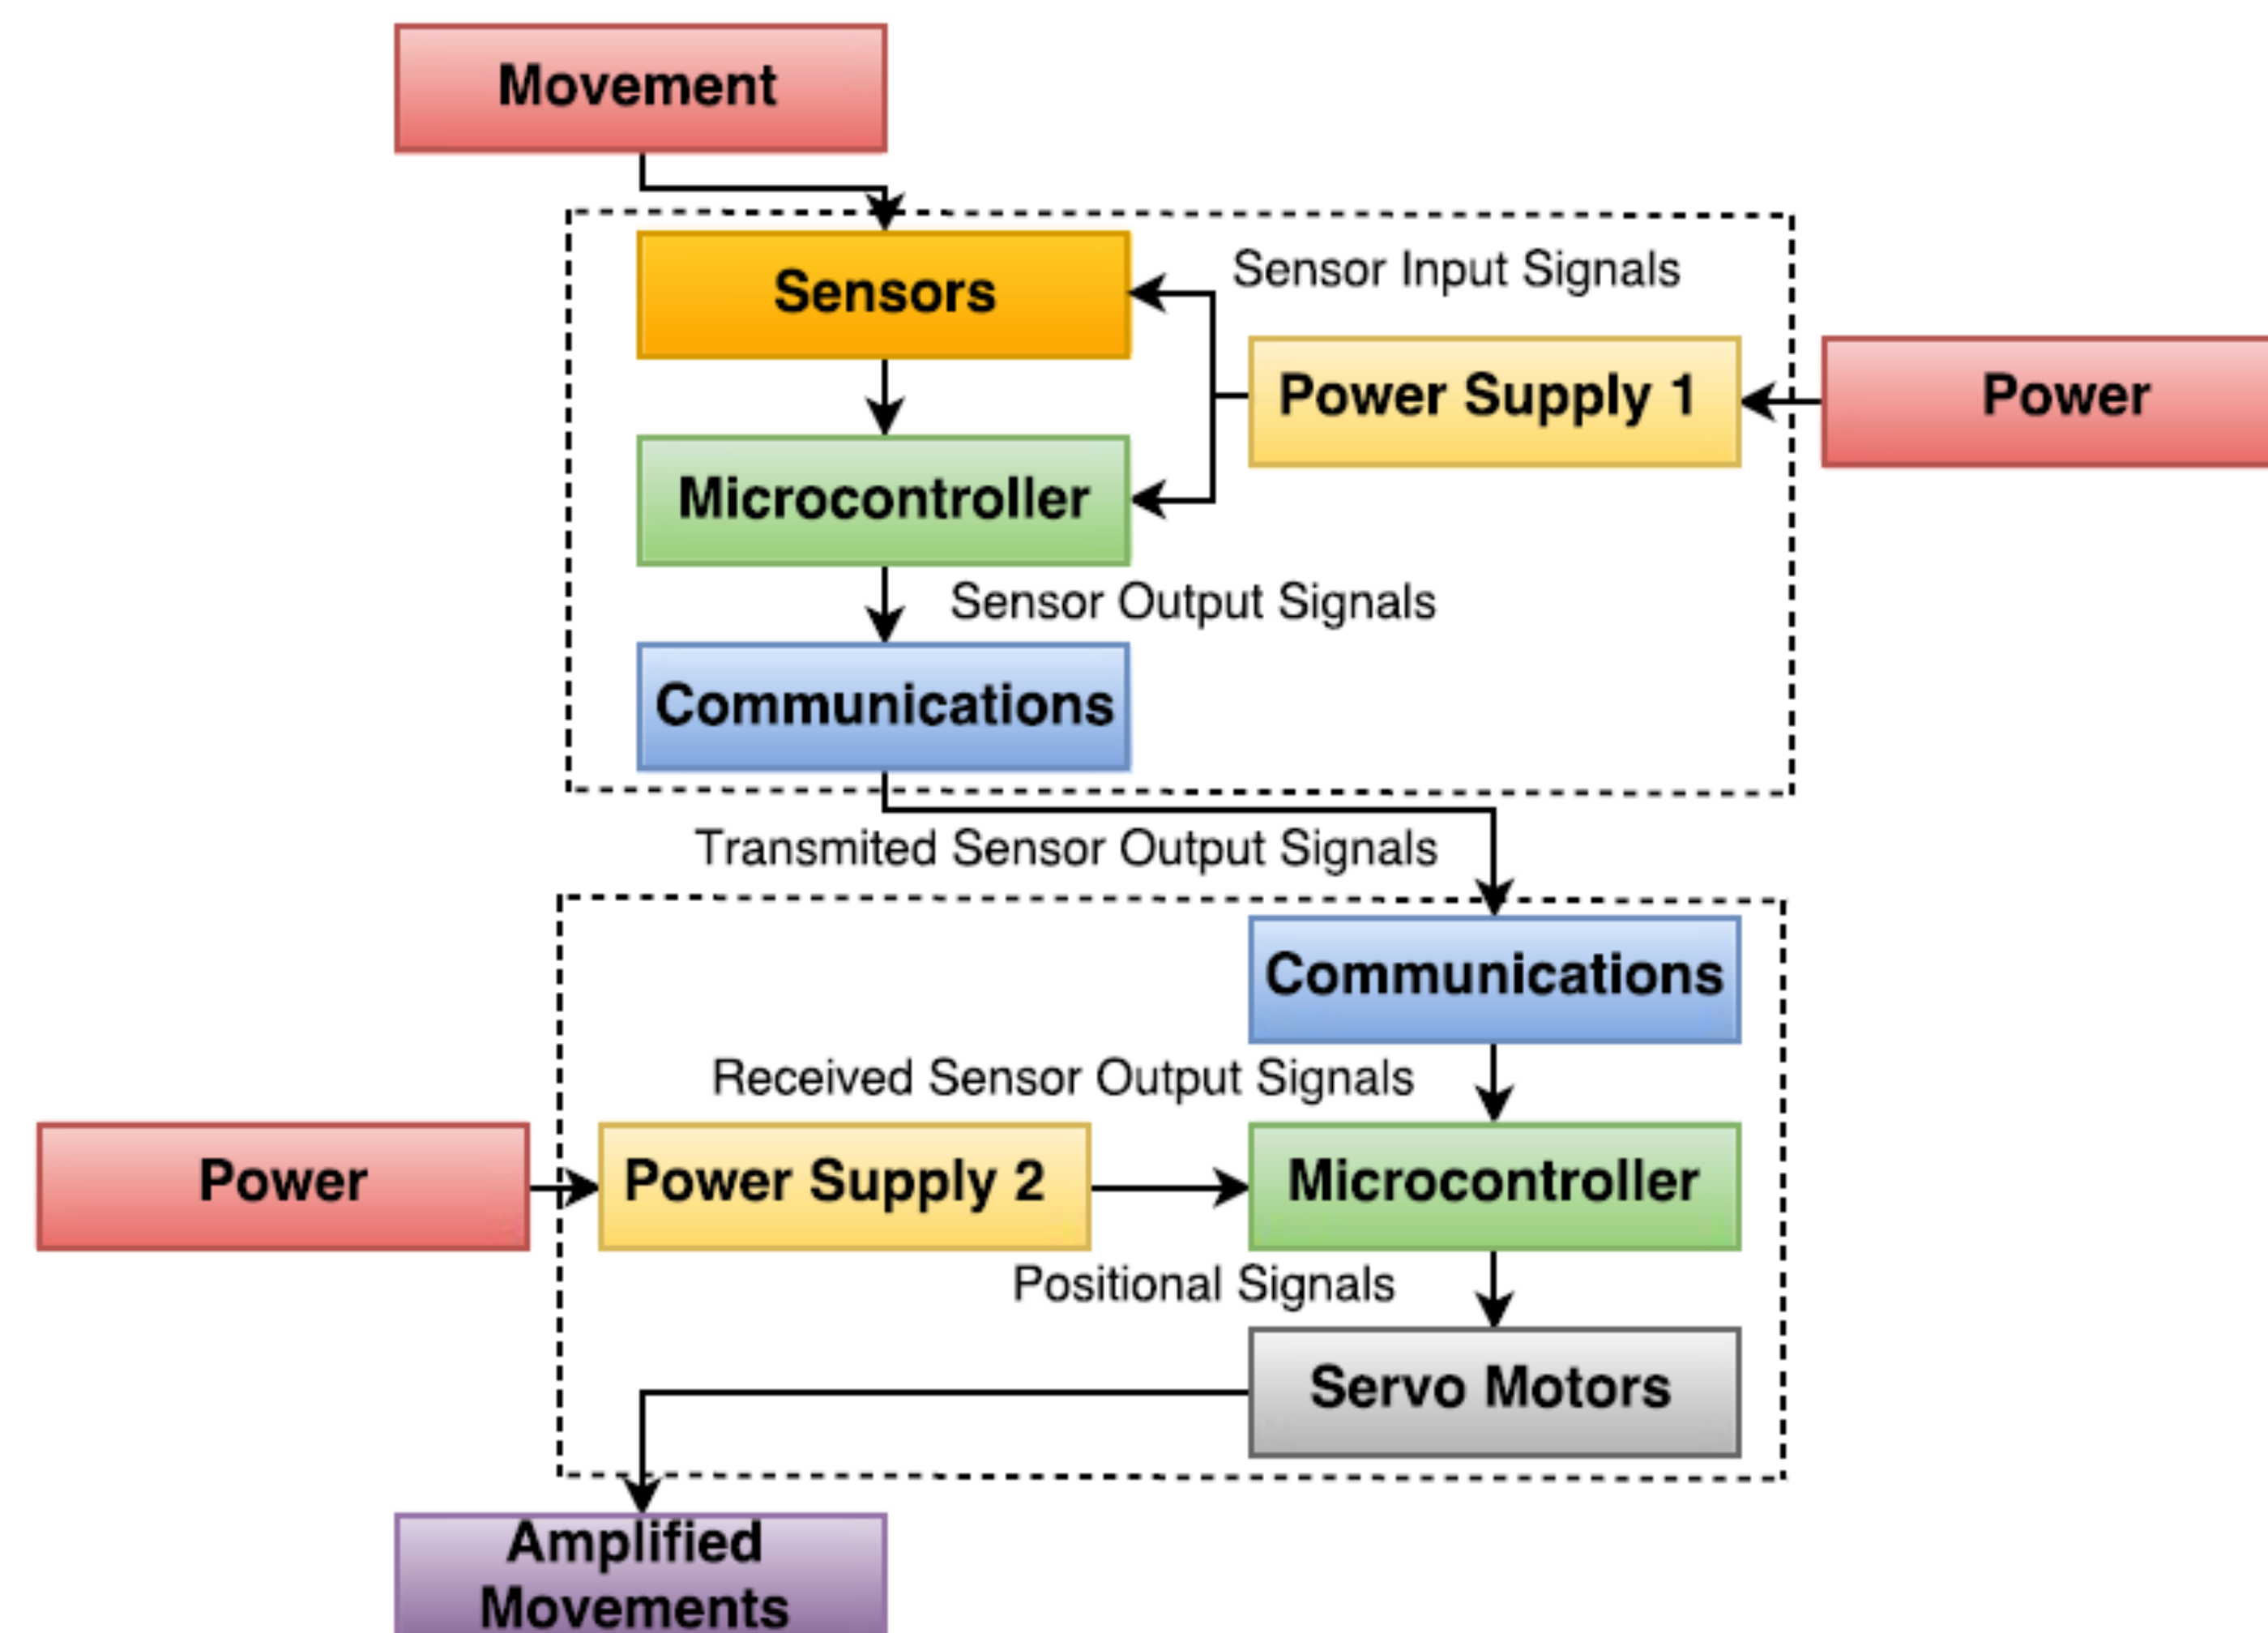 Movement
Sensors
Sensor Input Signals
Power Supply 1
Power
Microcontroller
Sensor Output Signals
Communications
Transmited Sensor Output Signals
Communications
Received Sensor Output Signals
Power
Power Supply 2
Microcontroller
Positional Signals
Servo Motors
Amplified
Movements